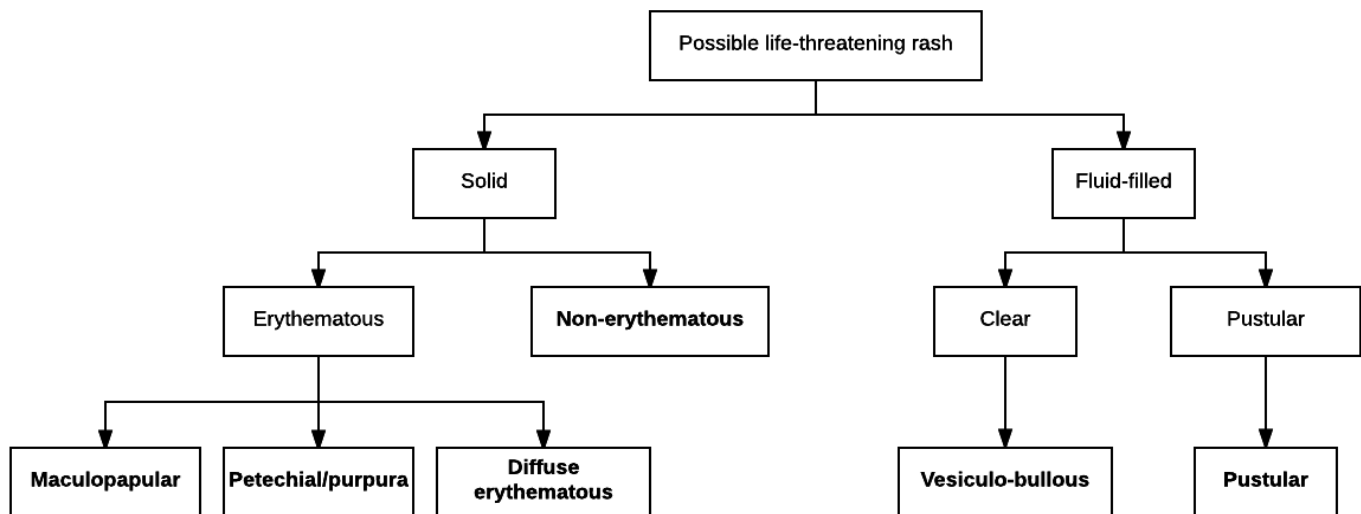 Possible life-threatening rash
Solid
Fluid-filled
Erythematous
Non-erythematous
Clear
Pustular
Maculopapular
Petechial/purpura
Diffuse
erythematous
Vesiculo-bullous
Pustular